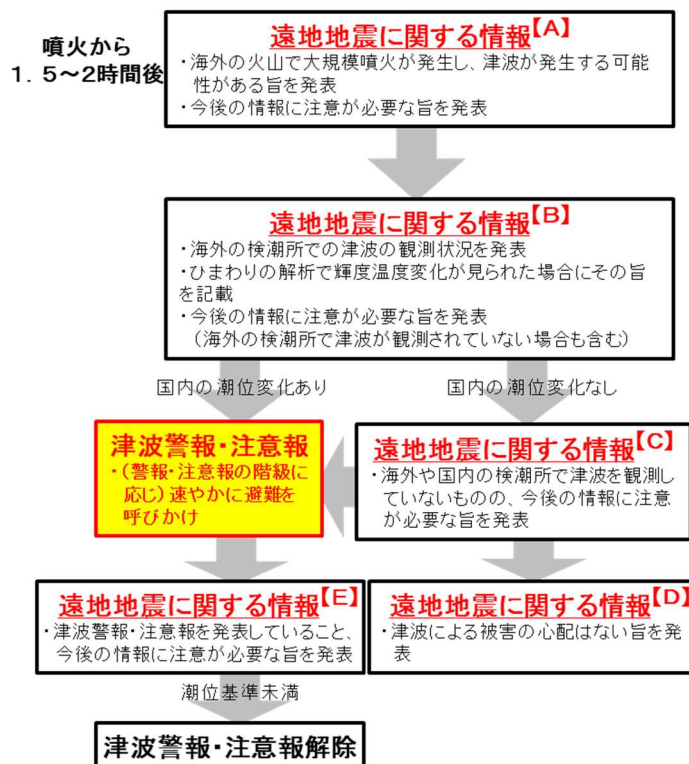 噴火から
1．5～2時間後
遠地地震に関する情報【A】
・海外の火山で大規模噴火が発生し、津波が発生する可能
性がある旨を発表
・今後の情報に注意が必要な旨を発表
遠地地震に関する情報【B】
・海外の検潮所での津波の観測状況を発表
・ひまわりの解析で輝度温度変化が見られた場合にその旨
を記載
・今後の情報に注意が必要な旨を発表
（海外の検潮所で津波が観測されていない場合も含む）
国内の潮位変化あり
国内の潮位変化なし
津波警報・注意報
・（警報・注意報の階級に
応じ）速やかに避難を
呼びかけ
遠地地震に関する情報【C】
・海外や国内の検潮所で津波を観測し
ていないものの、今後の情報に注意
が必要な旨を発表
遠地地震に関する情報【E】
・津波警報・注意報を発表していること、
今後の情報に注意が必要な旨を発表
遠地地震に関する情報【D】
・津波による被害の心配はない旨を発
表
潮位基準未満
津波警報・注意報解除